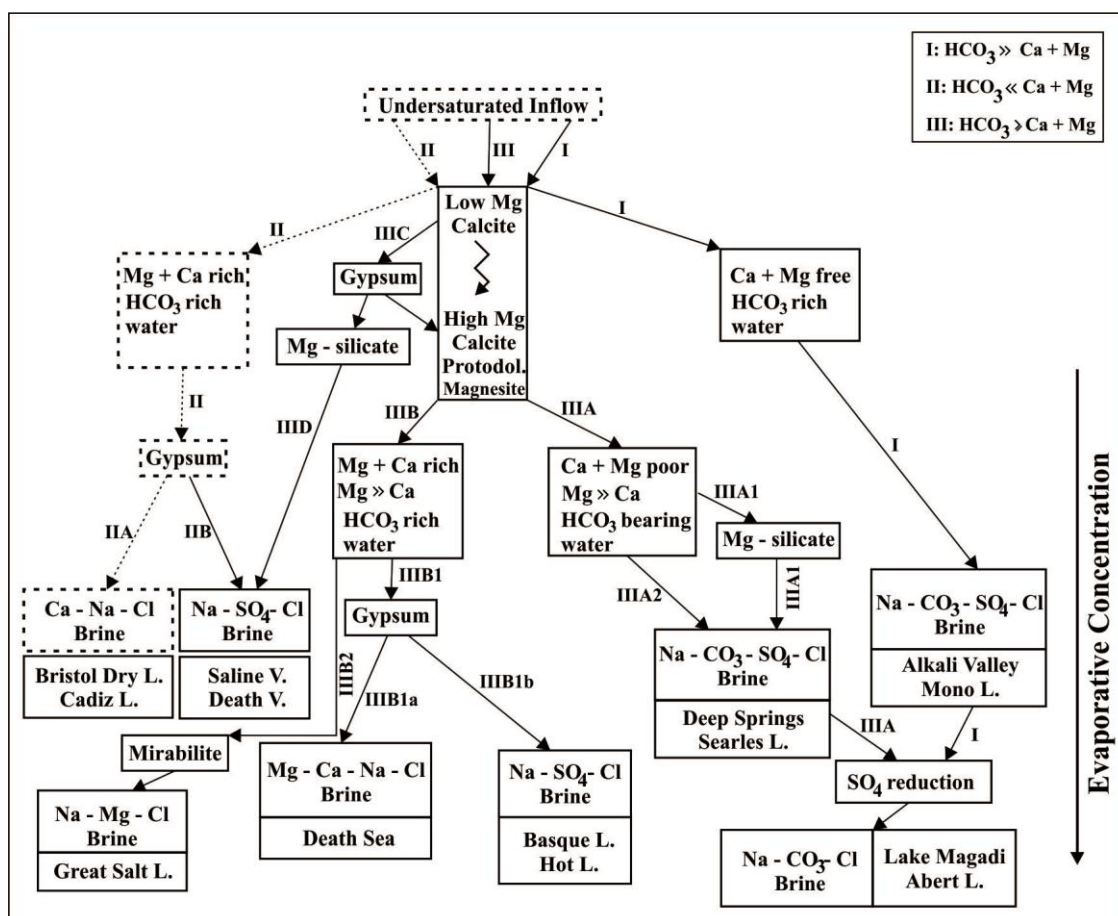 I: HCO3 » Ca + Mg
II: HCO3 « Ca + Mg
III: HCO3 ⪼ Ca + Mg
Undersaturated Inflow
II
III
I
Low Mg
Calcite
High Mg
Calcite
Protodol.
Magnesite
II
IIIC
I
Gypsum
Mg + Ca rich
HCO3 rich
water
Ca + Mg free
HCO3 rich
water
Mg - silicate
II
IIID
IIIB
IIIA
I
Gypsum
Mg + Ca rich
Mg » Ca
HCO3 rich
water
Ca + Mg poor
Mg » Ca
HCO3 bearing
water
IIIA1
Mg - silicate
IIA
IIB
IIIB1
IIIA2
IIIA1
Ca - Na - Cl
Brine
Bristol Dry L.
Cadiz L.
Na - SO4 - Cl
Brine
Saline V.
Death V.
Gypsum
IIIB2
IIIB1a
IIIB1b
Na - CO3 - SO4 - Cl
Brine
Deep Springs
Searles L.
Na - CO3 - SO4 - Cl
Brine
Alkali Valley
Mono L.
Mirabilite
Na - Mg - Cl
Brine
Great Salt L.
Mg - Ca - Na - Cl
Brine
Death Sea
Na - SO4 - Cl
Brine
Basque L.
Hot L.
IIIA
I
SO4 reduction
Na - CO3 - Cl
Brine
Lake Magadi
Abert L.
Evaporative Concentration